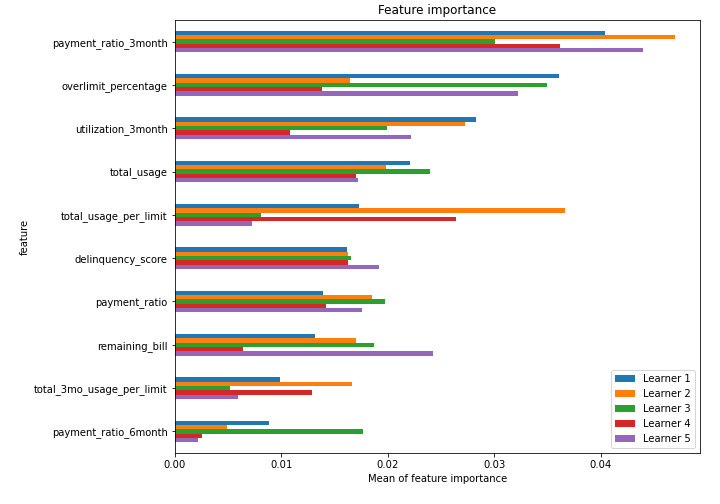 Feature importance
payment_ratio_3month
overlimit_percentage
utilization_3month
total_usage
total_usage_per_limit
delinquency_score
payment_ratio
remaining_bill
total_3mo_usage_per_limit
payment_ratio_6month
feature
Learner 1
Learner 2
Learner 3
Learner 4
Learner 5
0.00 0.01 0.02 0.03 0.04
Mean of feature importance